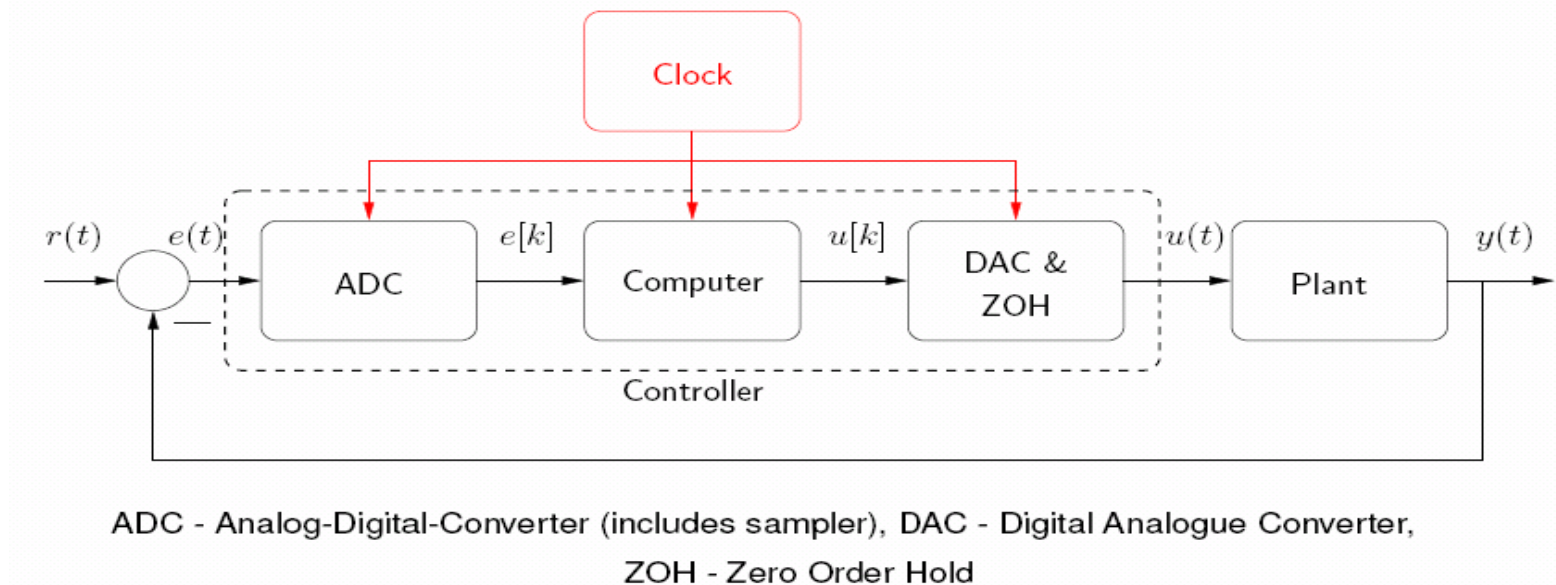 Clock
r(t)
e(t)
e[k]
u[k]
u(t)
y(t)
ADC
Computer
DAC &
ZOH
Plant
—
Controller
ADC - Analog-Digital-Converter (includes sampler), DAC - Digital Analogue Converter,
ZOH - Zero Order Hold